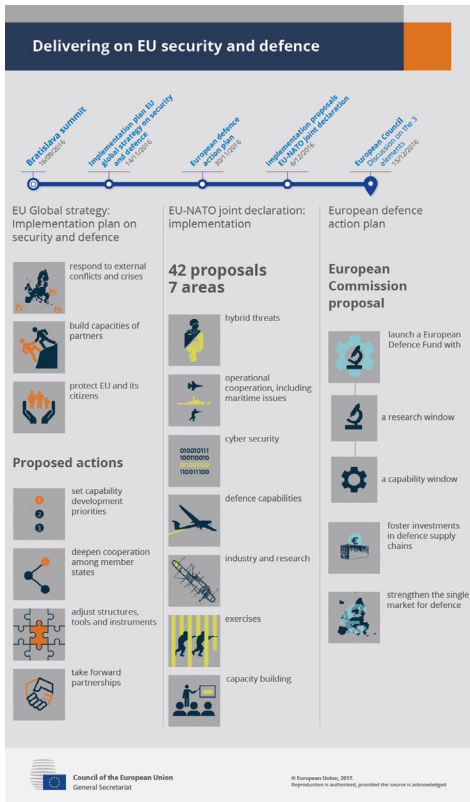 Delivering on EU security and defence
Bratislava summit
16/09/2016
Implementation plan EU
global strategy on security
and defence
14/11/2016
European defence
action plan
30/11/2016
Implementation proposals
EU-NATO joint declaration
6/12/2016
European Council
Discussion on the 3
elements
15/12/2016
EU Global strategy:
Implementation plan on
security and defence
respond to external
conflicts and crises
build capacities of
partners
protect EU and its
citizens
Proposed actions
1
set capability
development
priorities
2
3
deepen cooperation
among member
states
adjust structures,
tools and instruments
take forward
partnerships
EU-NATO joint declaration:
implementation
42 proposals
7 areas
hybrid threats
operational
cooperation, including
maritime issues
cyber security
010010111
100110010
110011100
defence capabilities
industry and research
exercises
capacity building
European defence
action plan
European
Commission
proposal
launch a European
Defence Fund with
a research window
a capability window
foster investments
in defence supply
chains
€
strengthen the single
market for defence
Council of the European Union
General Secretariat
© European Union, 2017.
Reproduction is authorised, provided the source is acknowledged